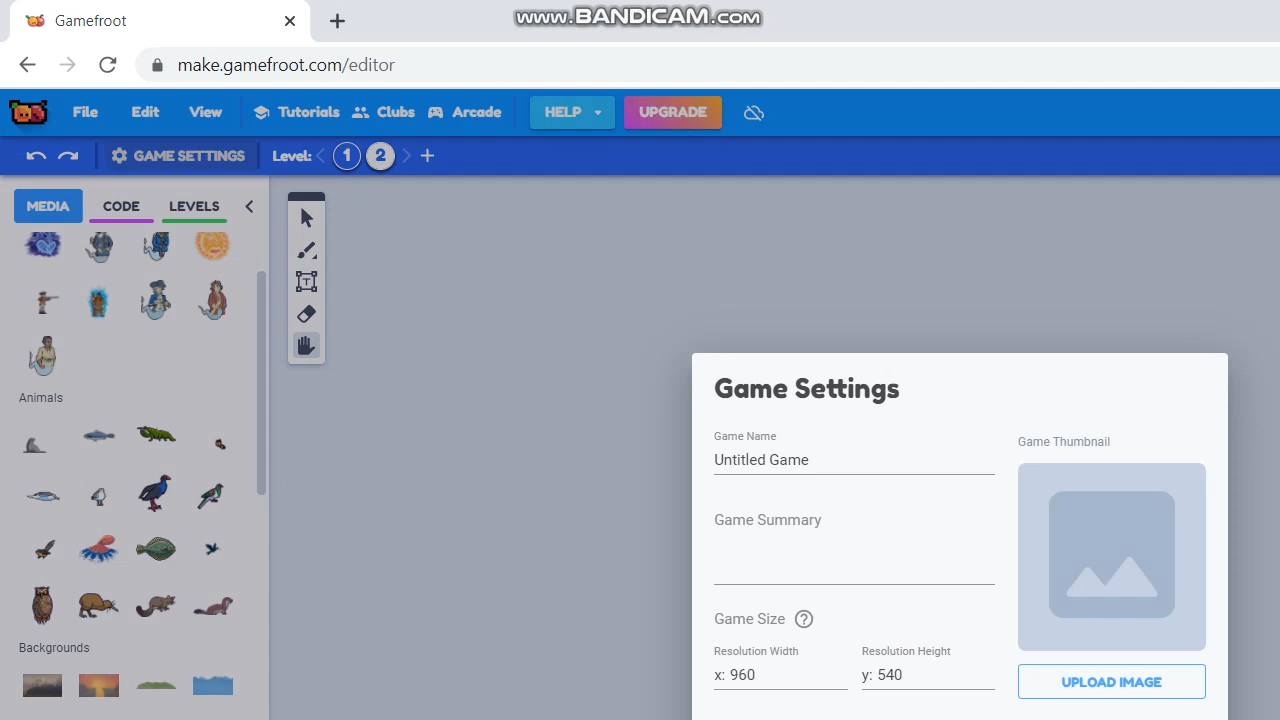 www.BANDICAM.com
Gamefroot
make.gamefroot.com/editor
File Edit View Tutorials Clubs Arcade HELP UPGRADE
GAME SETTINGS Level: 1 2
MEDIA CODE LEVELS
Animals
Backgrounds
T
Game Settings
Game Name
Untitled Game
Game Summary
Game Size ?
Resolution Width Resolution Height
x: 960 y: 540
Game Thumbnail
UPLOAD IMAGE